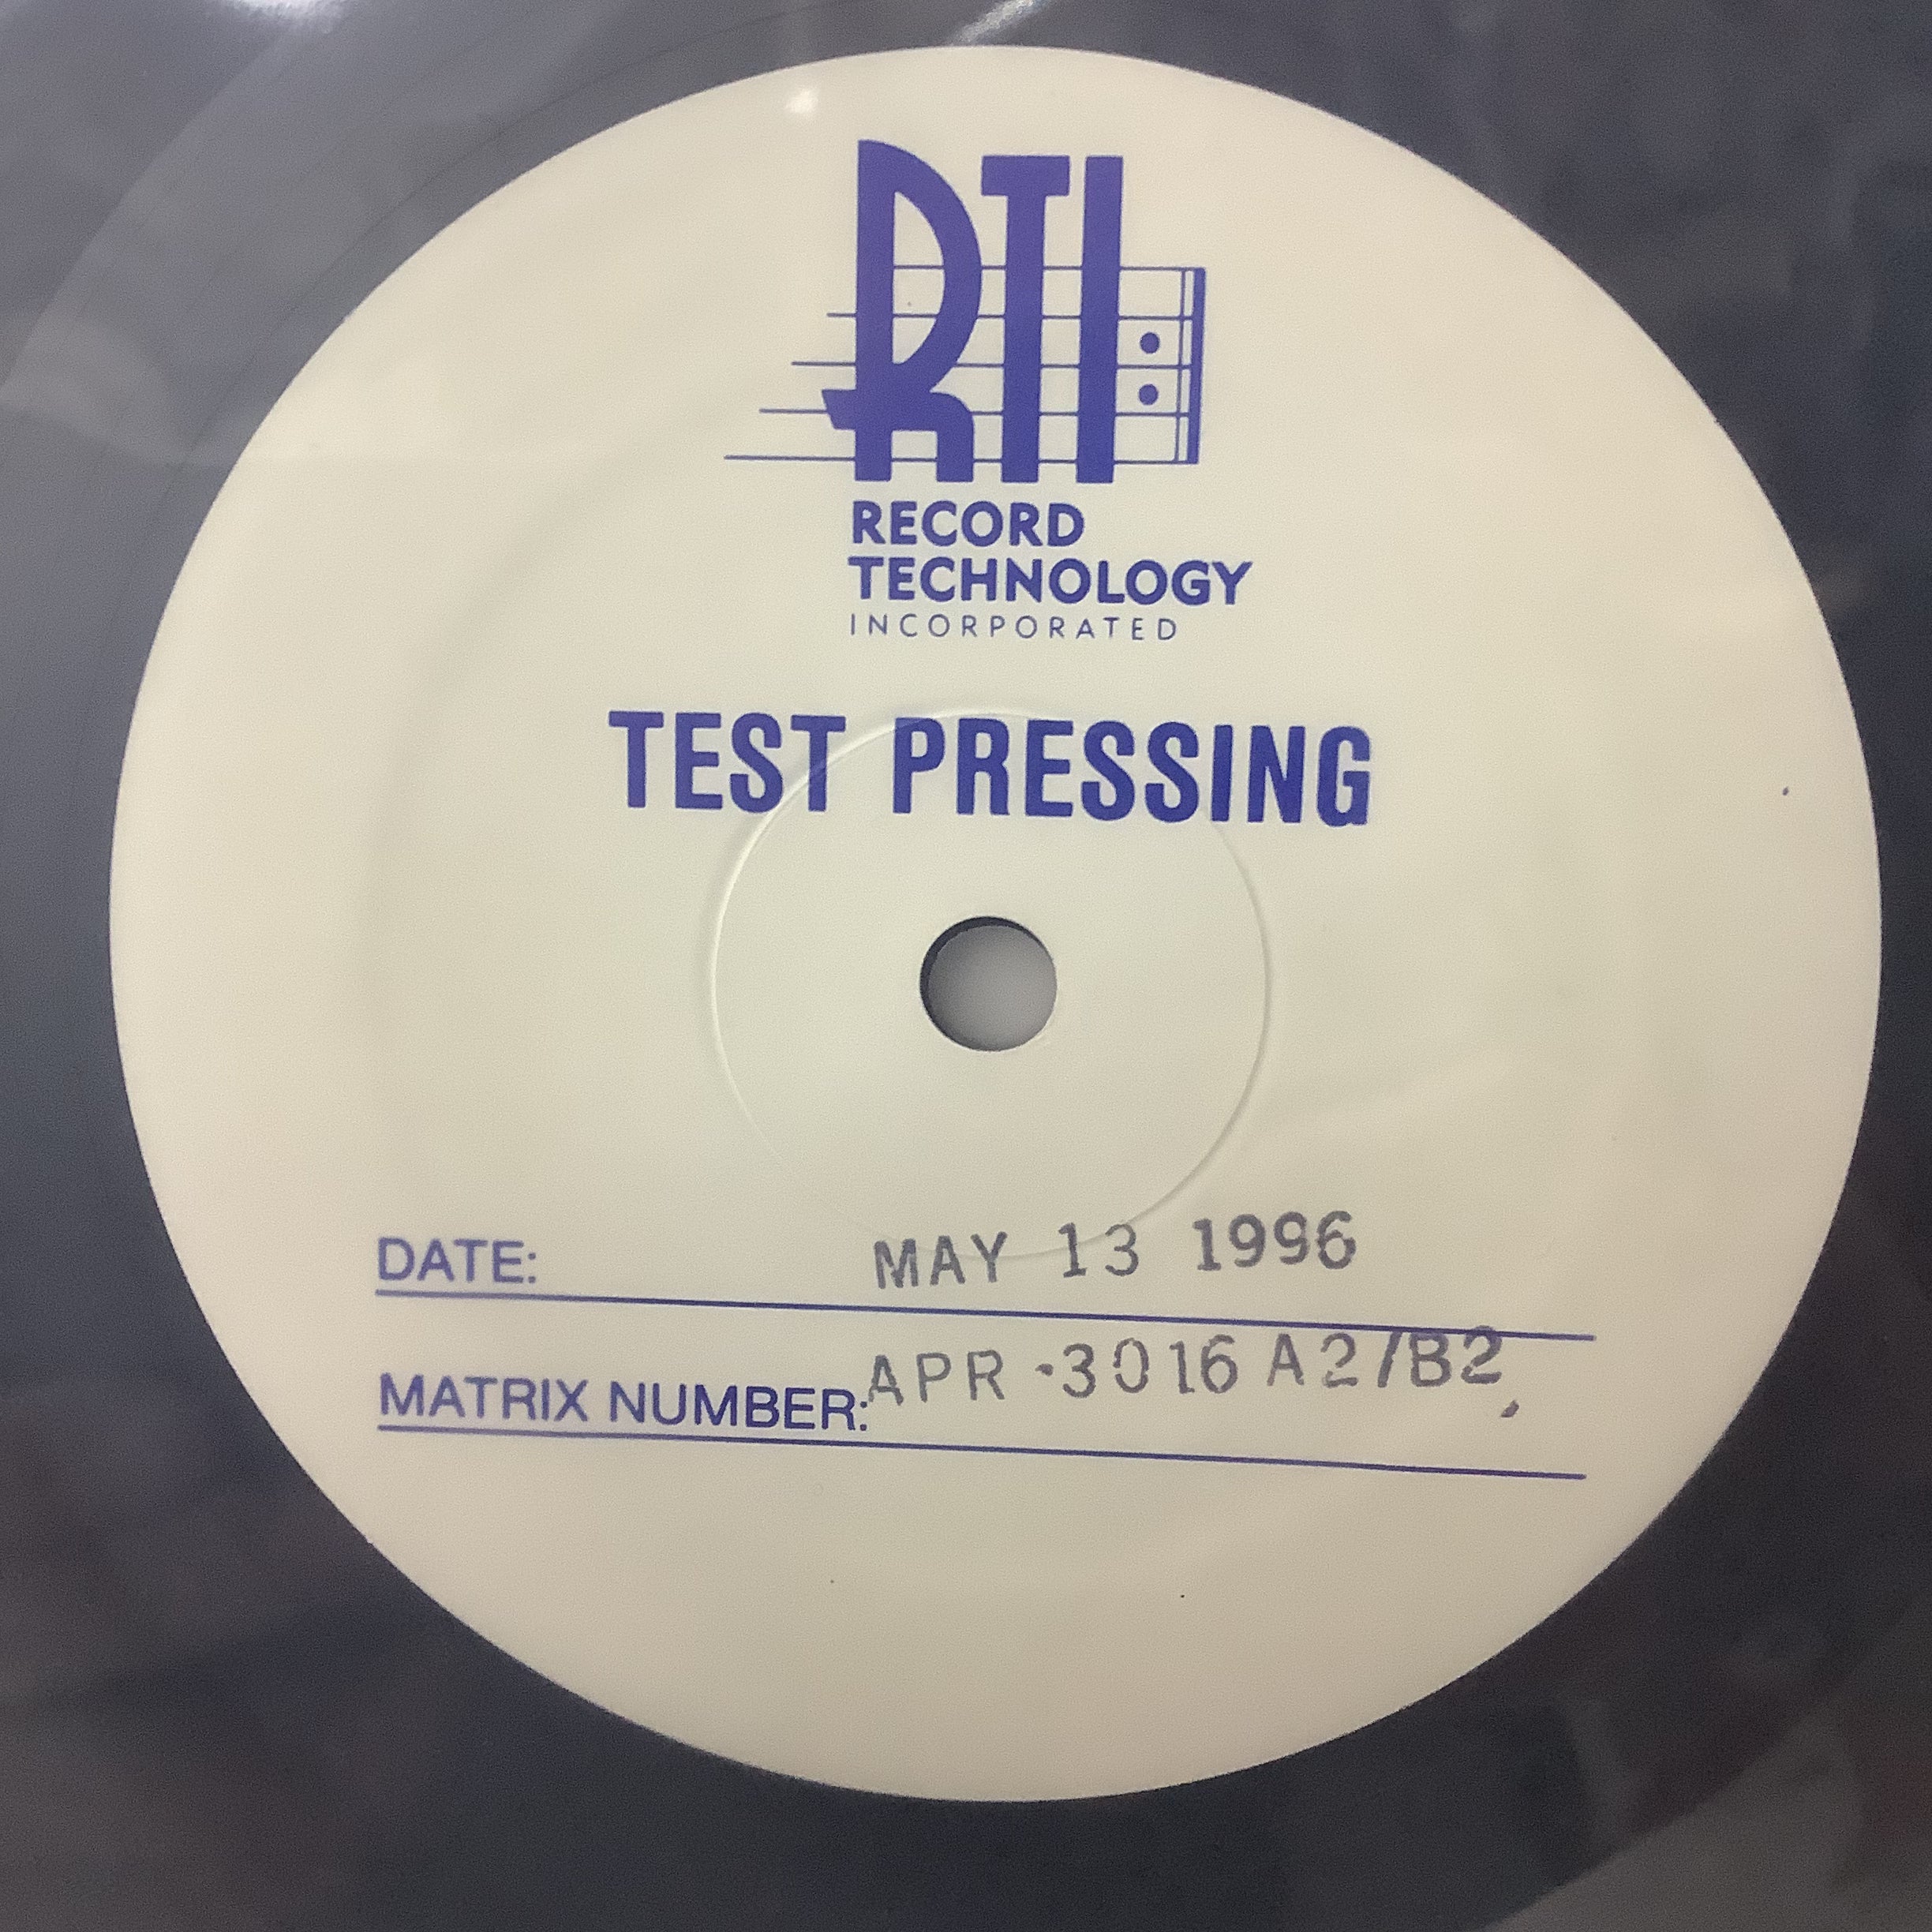 RTI
RECORD
TECHNOLOGY
INCORPORATED
TEST PRESSING
DATE: MAY 13 1996
MATRIX NUMBER: APR-3016 A2/B2